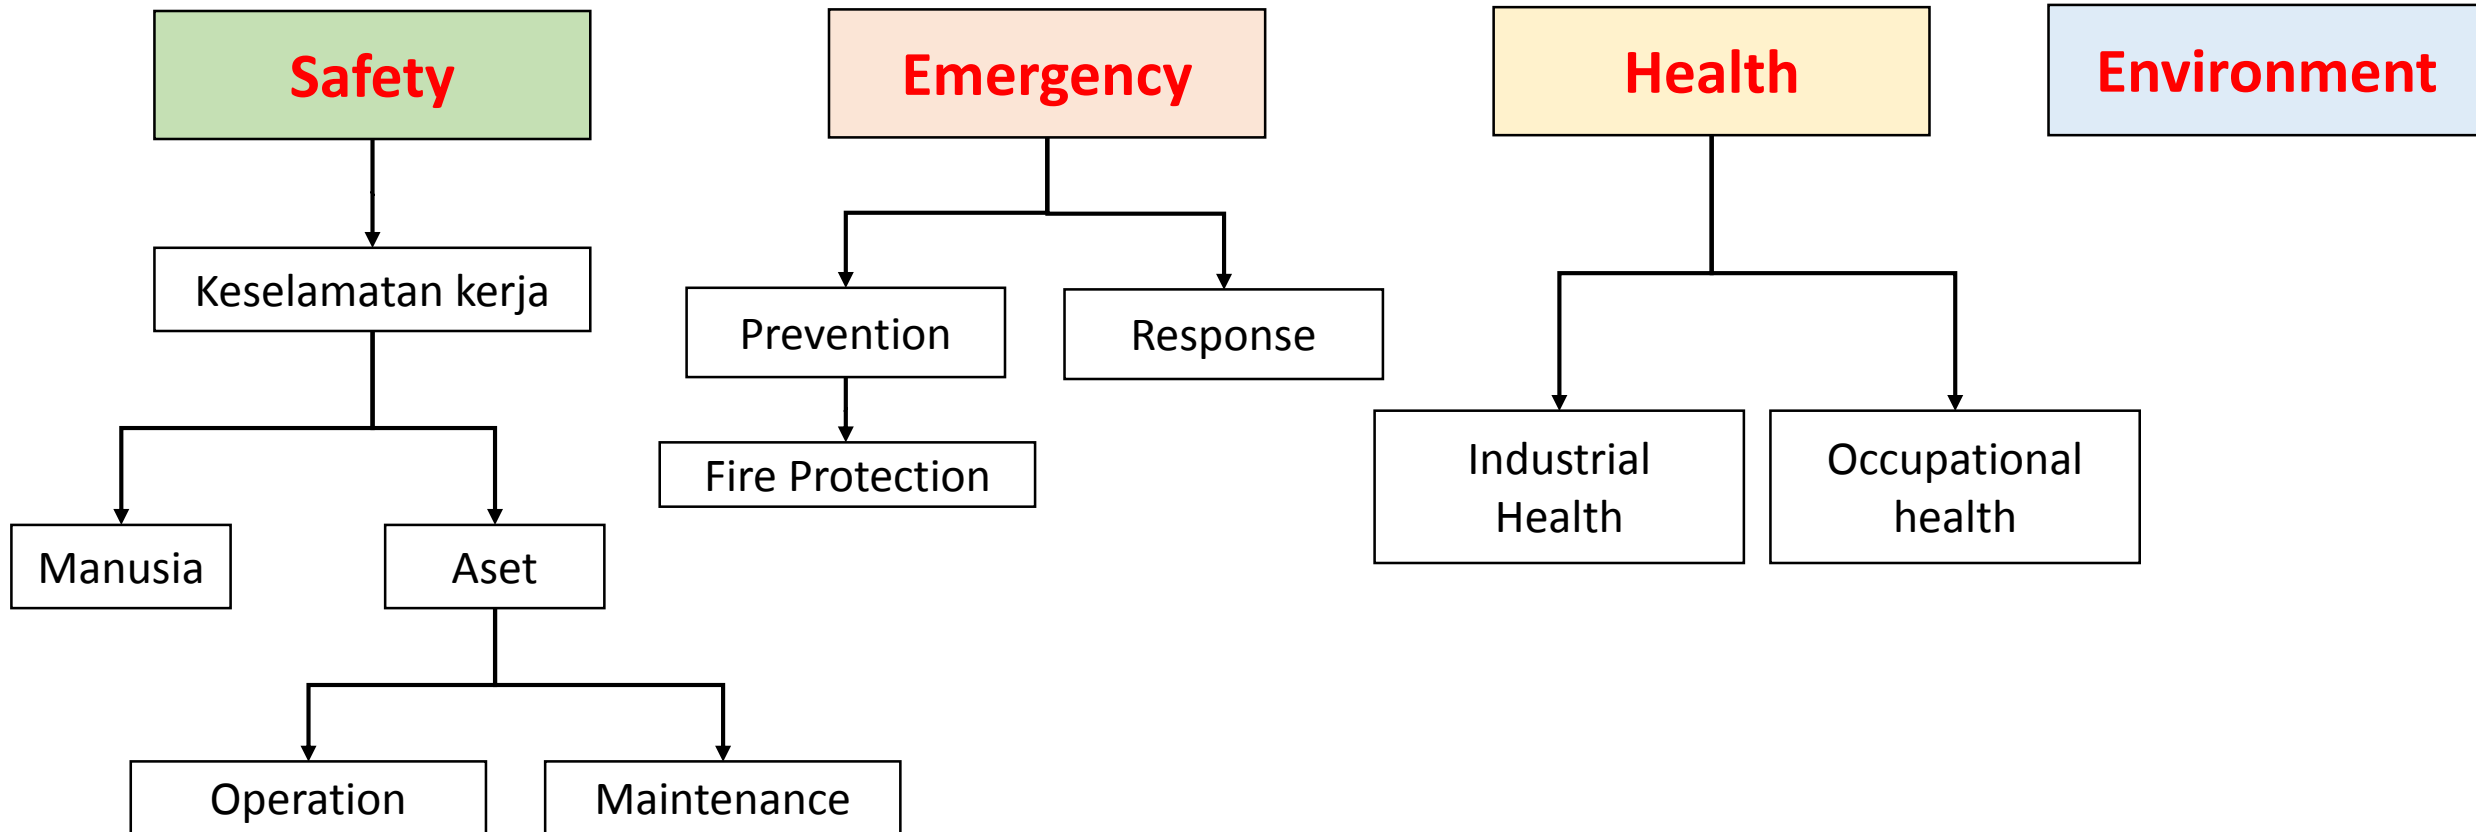 Safety
Emergency
Health
Environment
Keselamatan kerja
Prevention
Response
Fire Protection
Industrial
Health
Occupational
health
Manusia
Aset
Operation
Maintenance